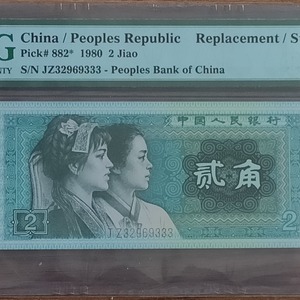 G China / Peoples Republic Replacement / S
Pick# 882* 1980 2 Jiao
NTY S/N JZ32969333 - Peoples Bank of China
中国人民银行
贰角
2
2
JZ32969333